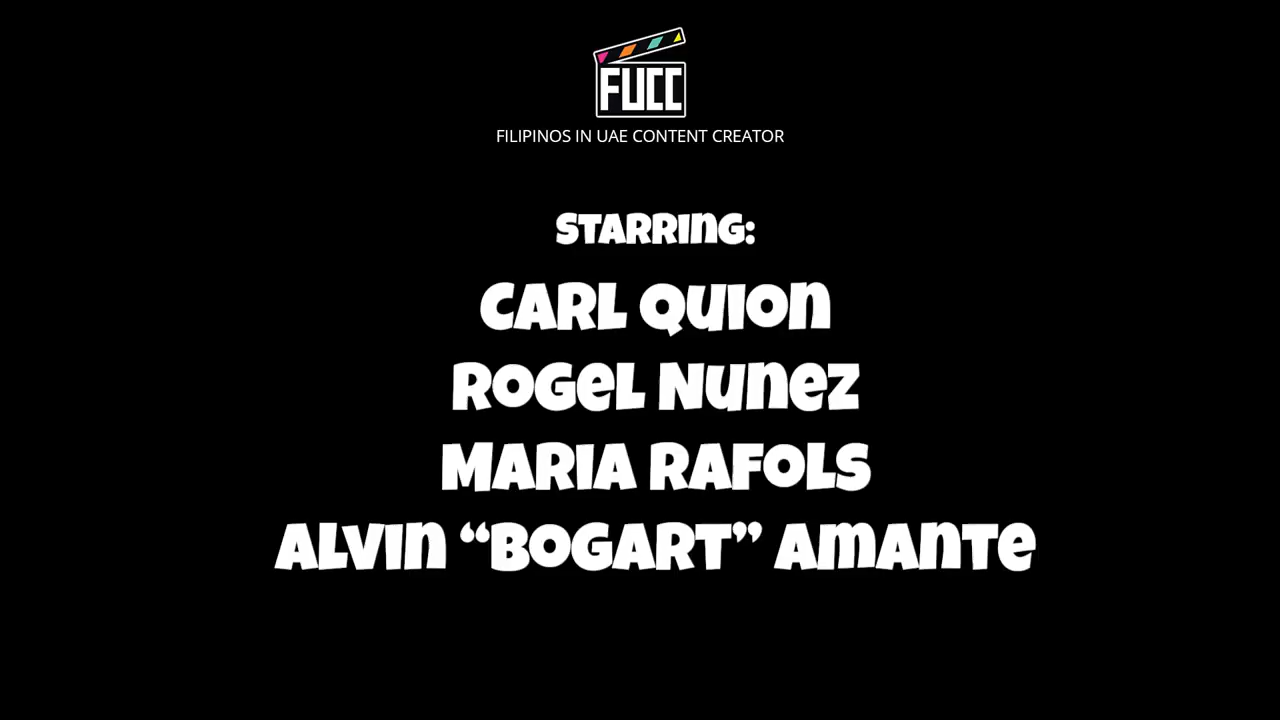 FUCC
FILIPINOS IN UAE CONTENT CREATOR
STARRING:
CARL QUION
ROGEL NUNEZ
MARIA RAFOLS
ALVIN “BOGART” AMANTE